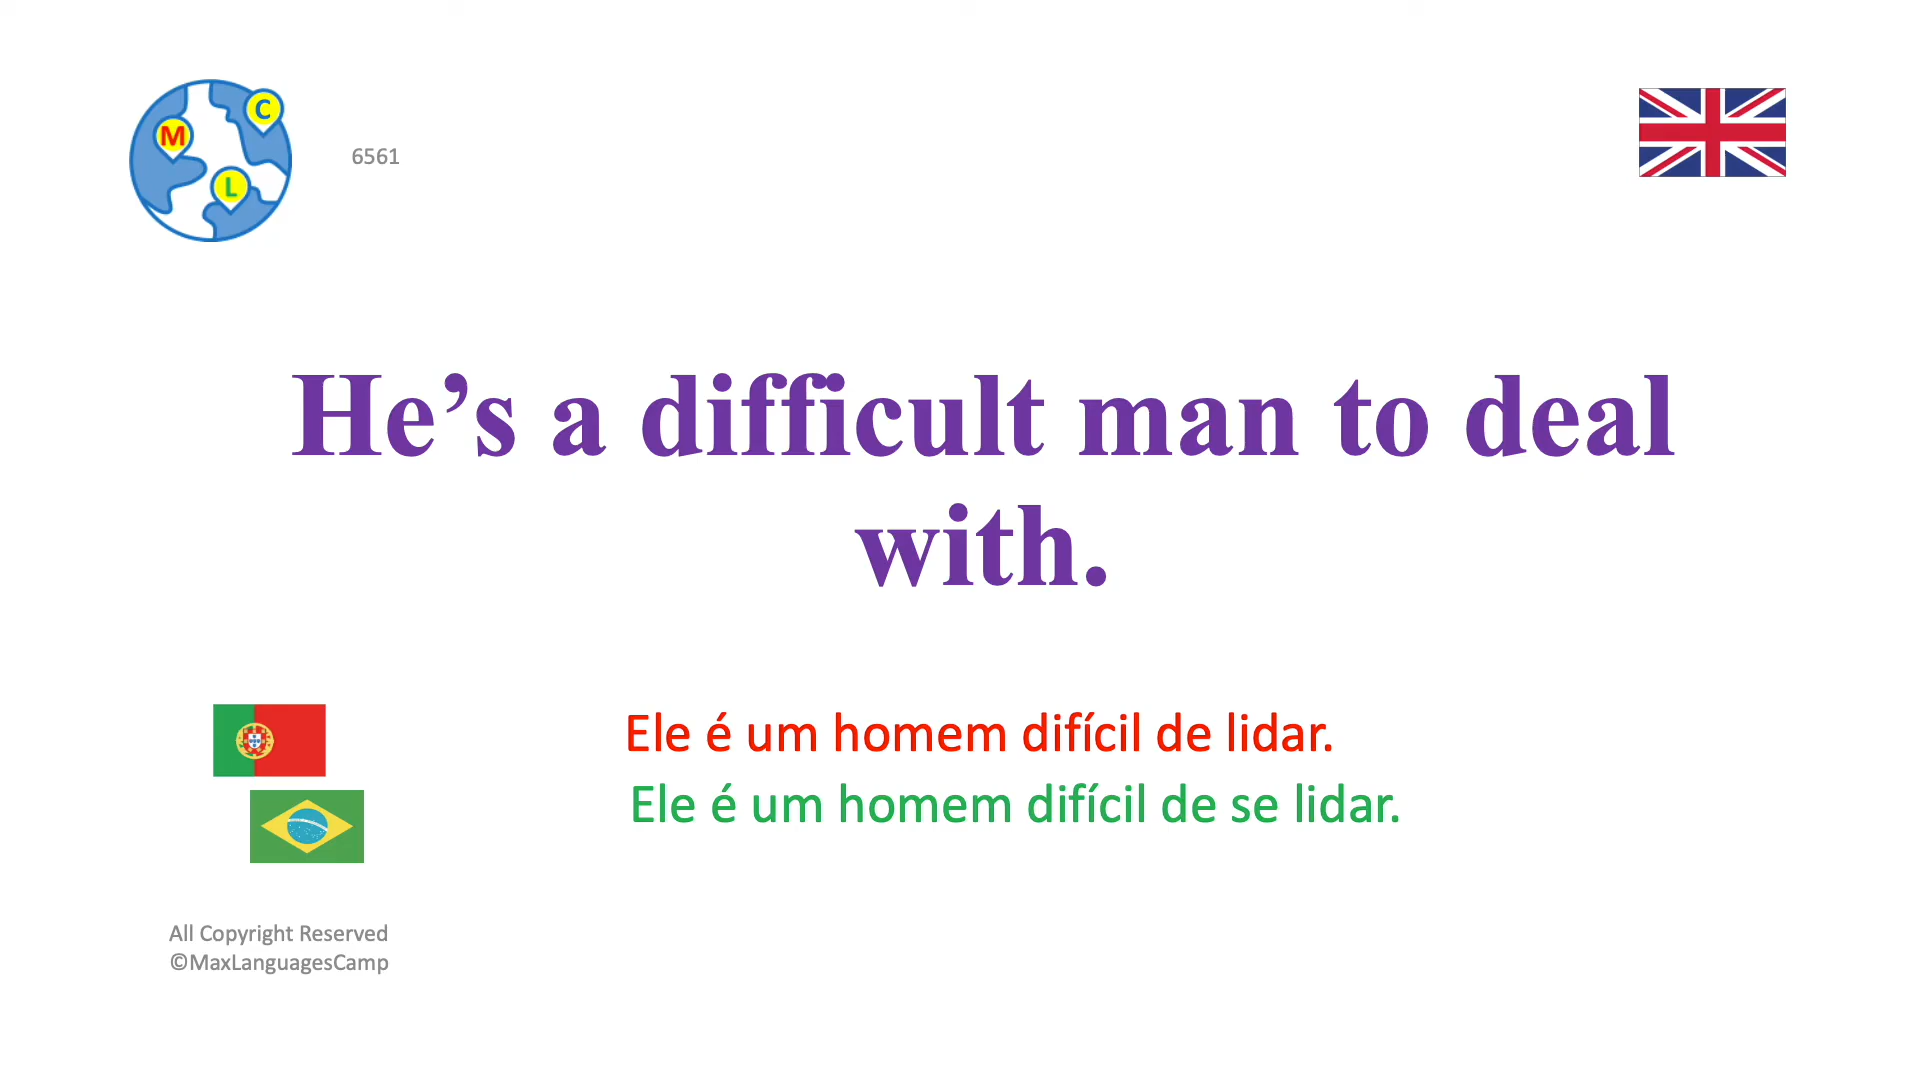 C
M
L
6561
He’s a difficult man to deal
with.
Ele é um homem difícil de lidar.
Ele é um homem difícil de se lidar.
All Copyright Reserved
©MaxLanguagesCamp